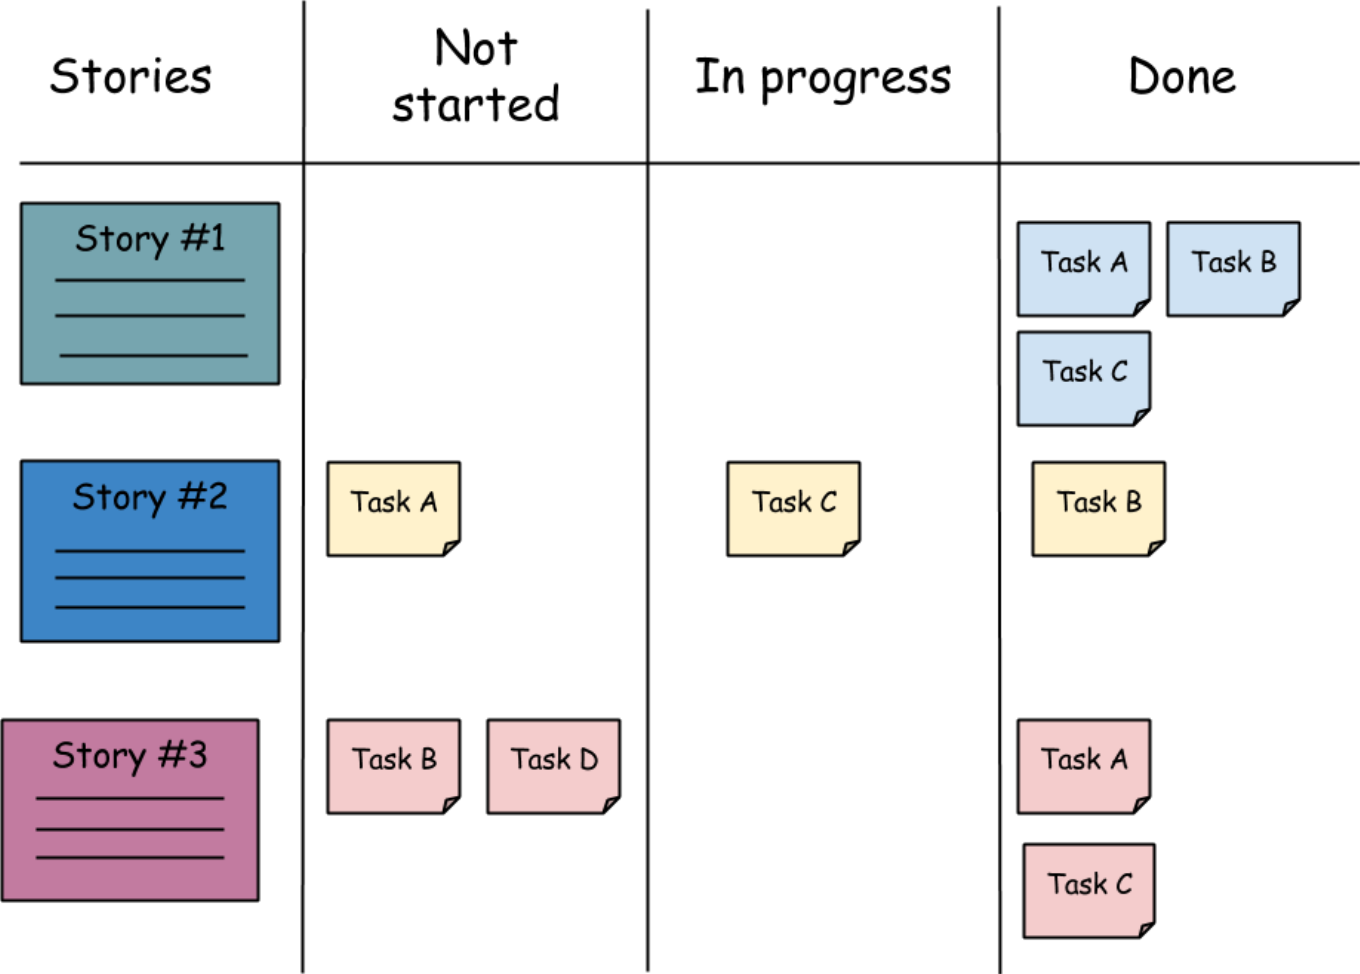 Stories
Not
started
In progress
Done
Story #1
Task A
Task B
Task C
Story #2
Task A
Task C
Task B
Story #3
Task B
Task D
Task A
Task C